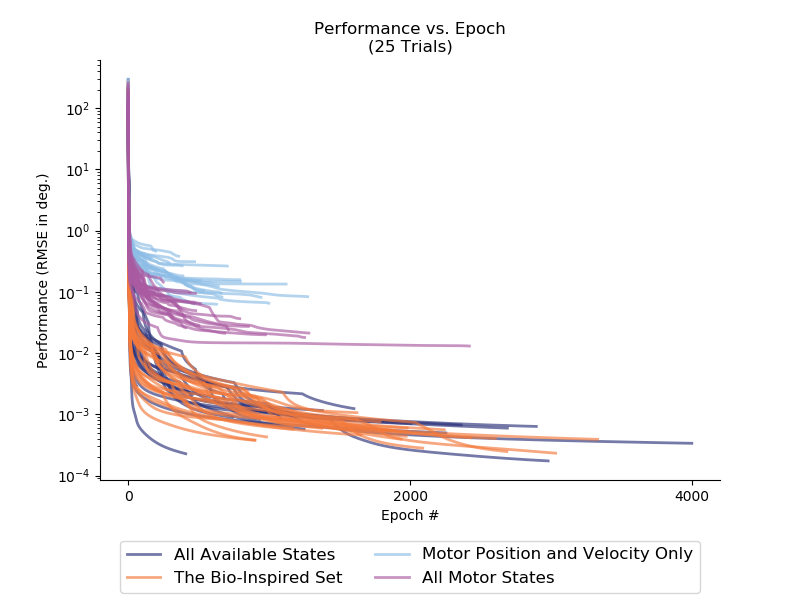 Performance vs. Epoch
(25 Trials)
Performance (RMSE in deg.)
10²
10¹
10⁰
10⁻¹
10⁻²
10⁻³
10⁻⁴
0 2000 4000
Epoch #
All Available States
The Bio-Inspired Set
Motor Position and Velocity Only
All Motor States